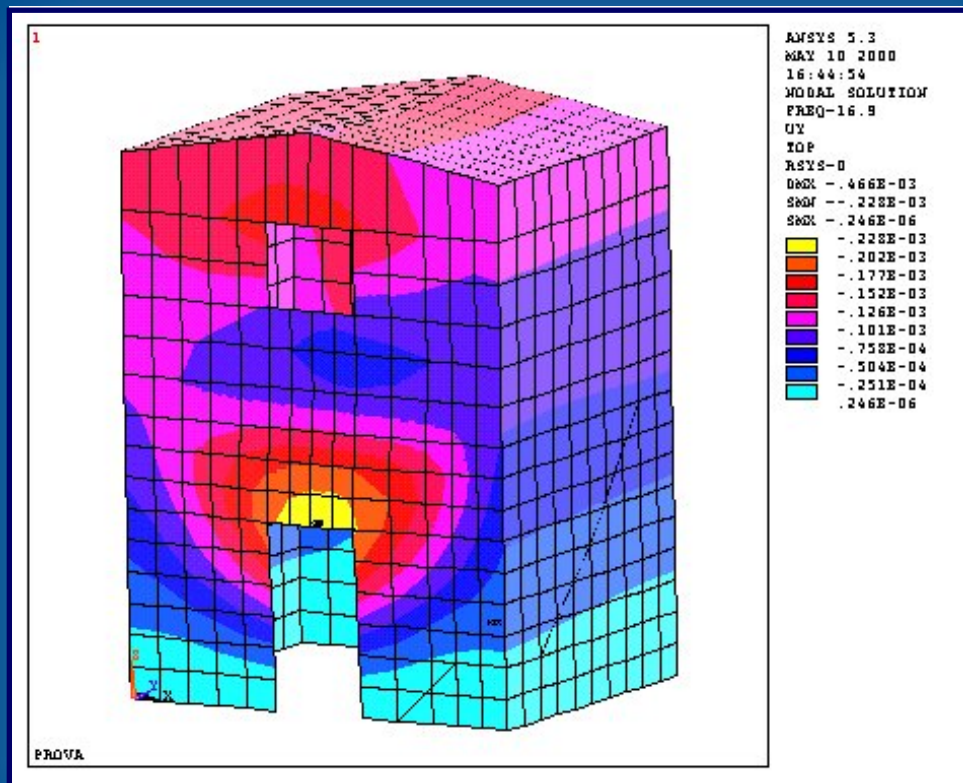 1
ANSYS 5.3
MAY 10 2000
16:44:54
NODAL SOLUTION
FREQ=16.9
UY
TOP
RSYS=0
DMX =.466E-03
SMN =-.228E-03
SMX =.246E-06
-.228E-03
-.202E-03
-.177E-03
-.152E-03
-.126E-03
-.101E-03
-.758E-04
-.504E-04
-.251E-04
.246E-06
MX
Z
Y
X
PROVA